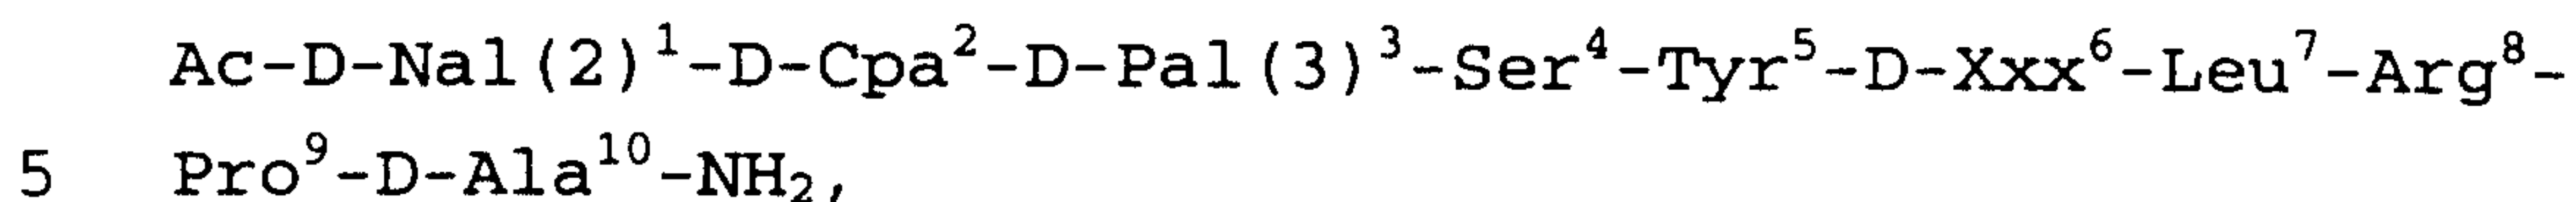 Ac-D-Nal(2)¹-D-Cpa²-D-Pal(3)³-Ser⁴-Tyr⁵-D-Xxx⁶-Leu⁷-Arg⁸-
5 Pro⁹-D-Ala¹⁰-NH₂,